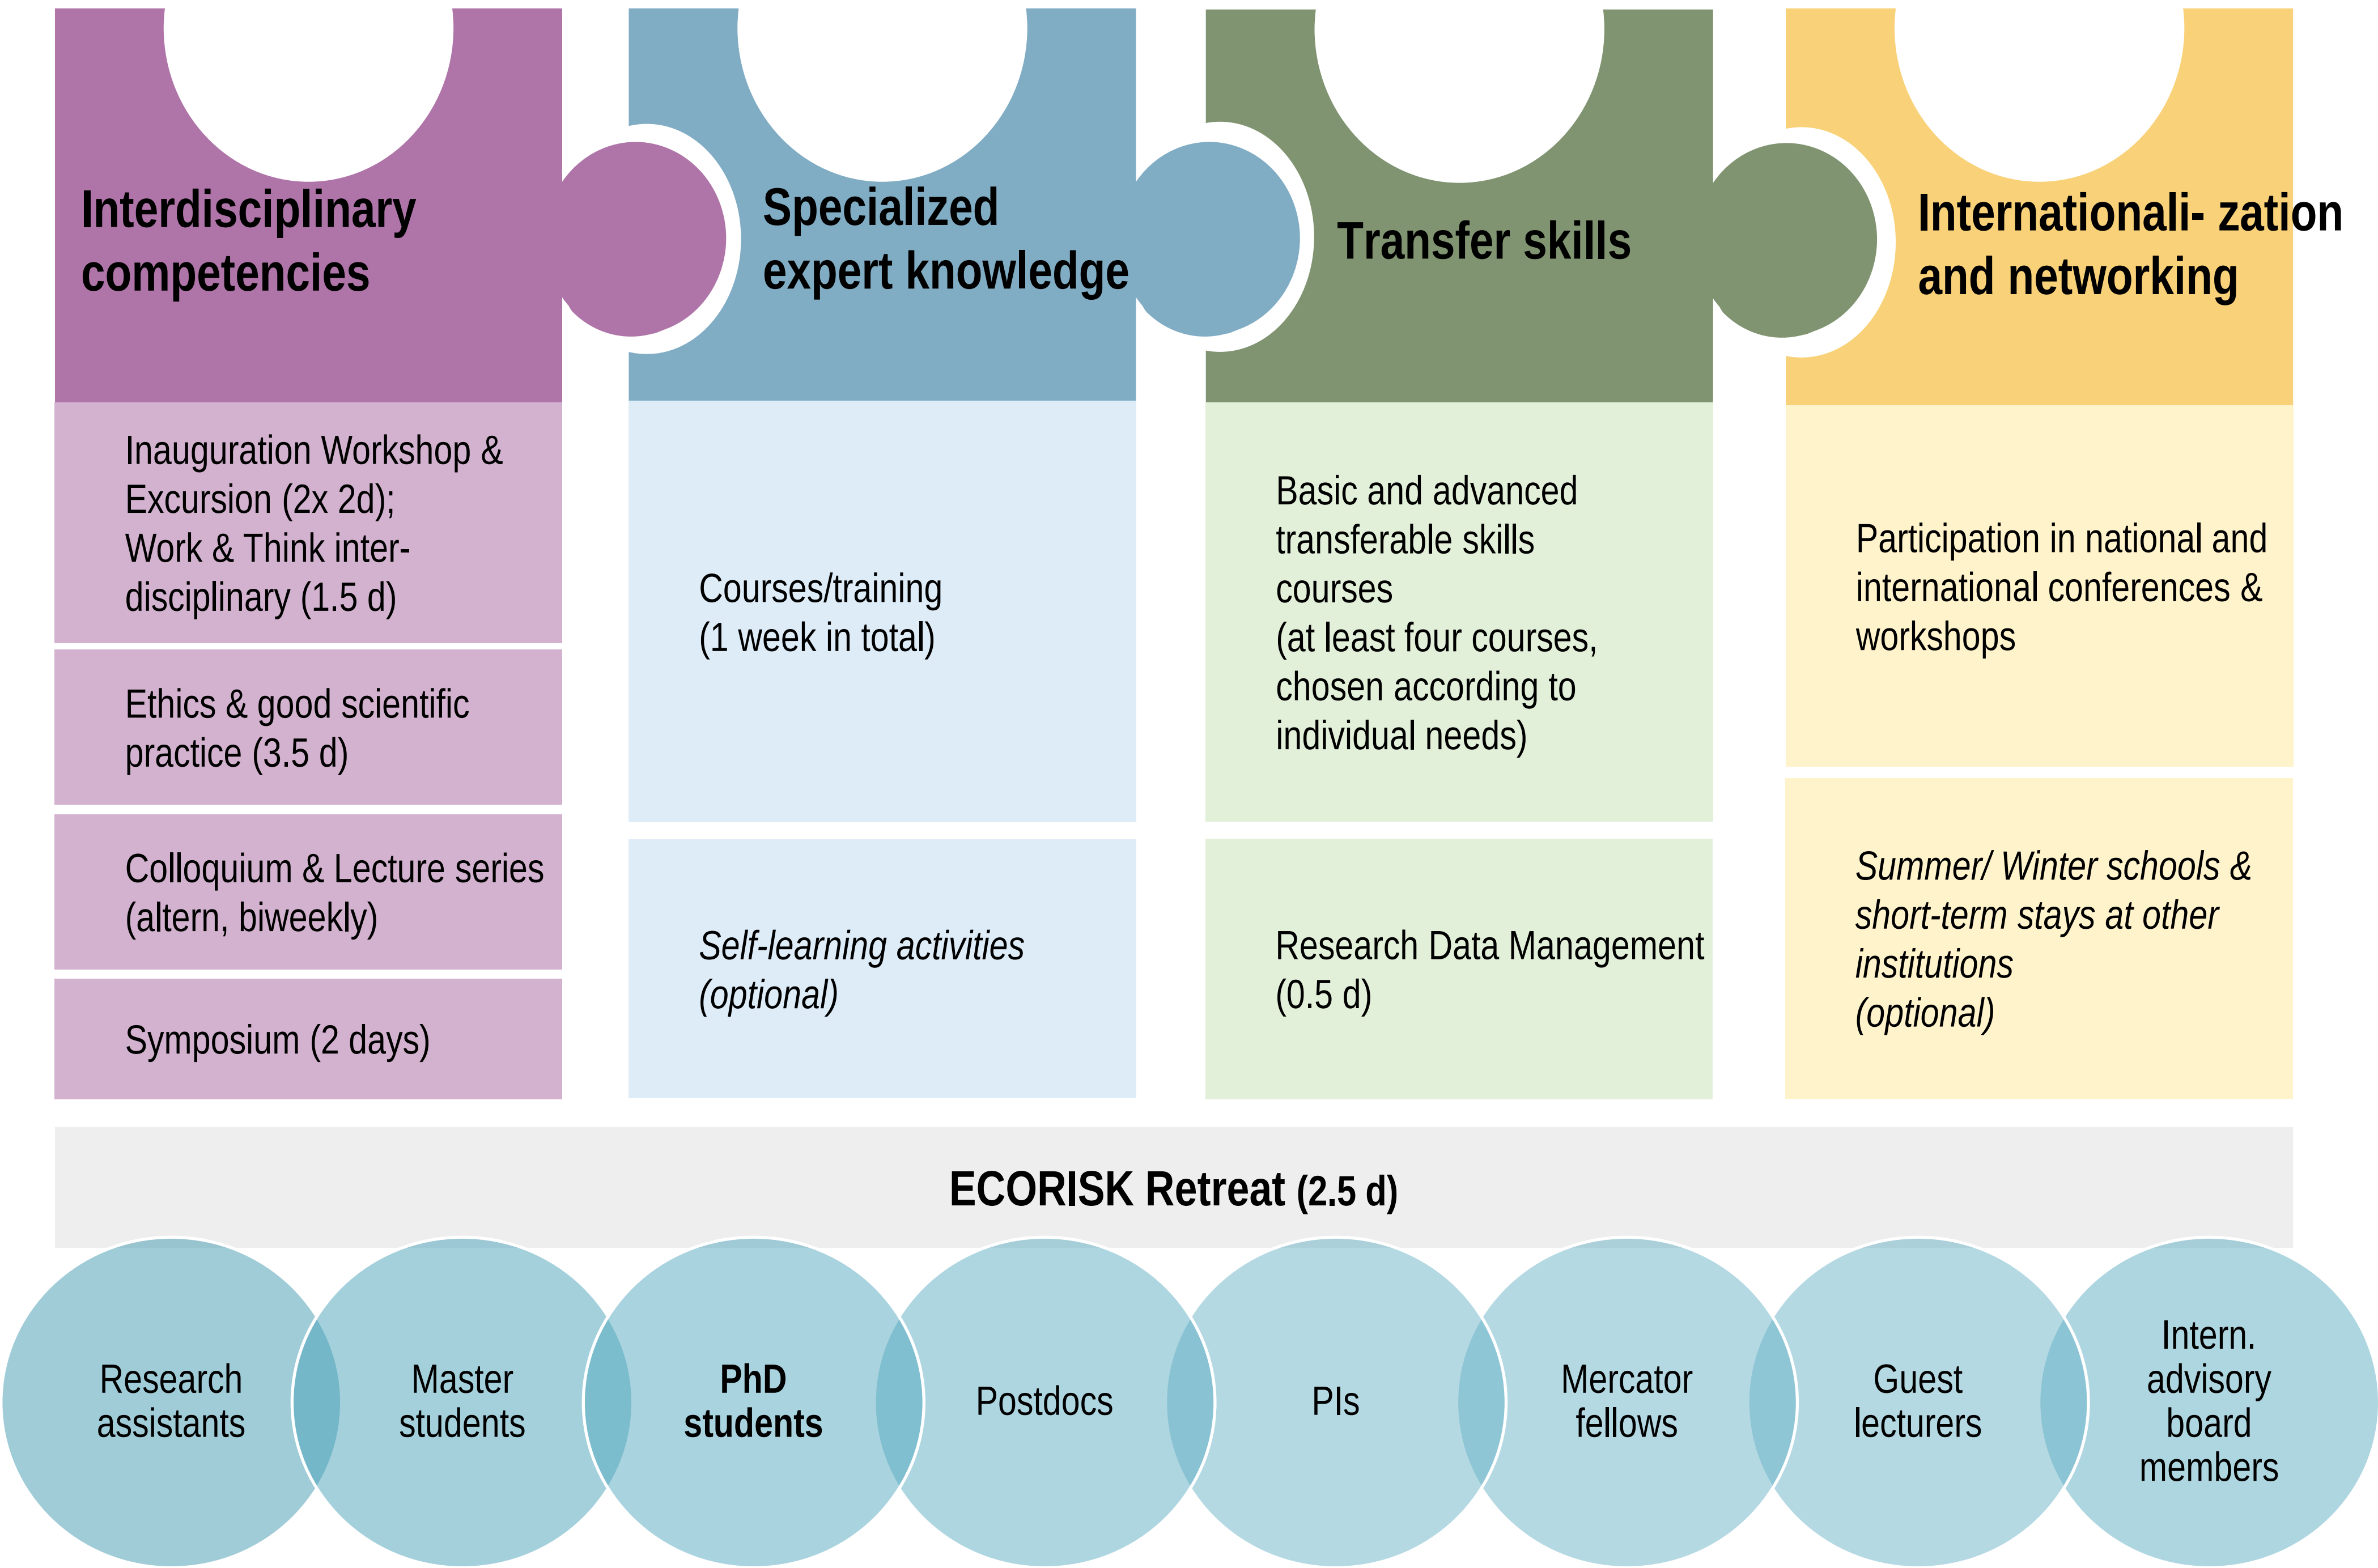 Interdisciplinary
competencies
Specialized
expert knowledge
Transfer skills
Internationali- zation
and networking
Inauguration Workshop &
Excursion (2x 2d);
Work & Think inter-
disciplinary (1.5 d)
Ethics & good scientific
practice (3.5 d)
Colloquium & Lecture series
(altern, biweekly)
Symposium (2 days)
Courses/training
(1 week in total)
Self-learning activities
(optional)
Basic and advanced
transferable skills
courses
(at least four courses,
chosen according to
individual needs)
Research Data Management
(0.5 d)
Participation in national and
international conferences &
workshops
Summer/ Winter schools &
short-term stays at other
institutions
(optional)
ECORISK Retreat (2.5 d)
Research
assistants
Master
students
PhD
students
Postdocs
PIs
Mercator
fellows
Guest
lecturers
Intern.
advisory
board
members